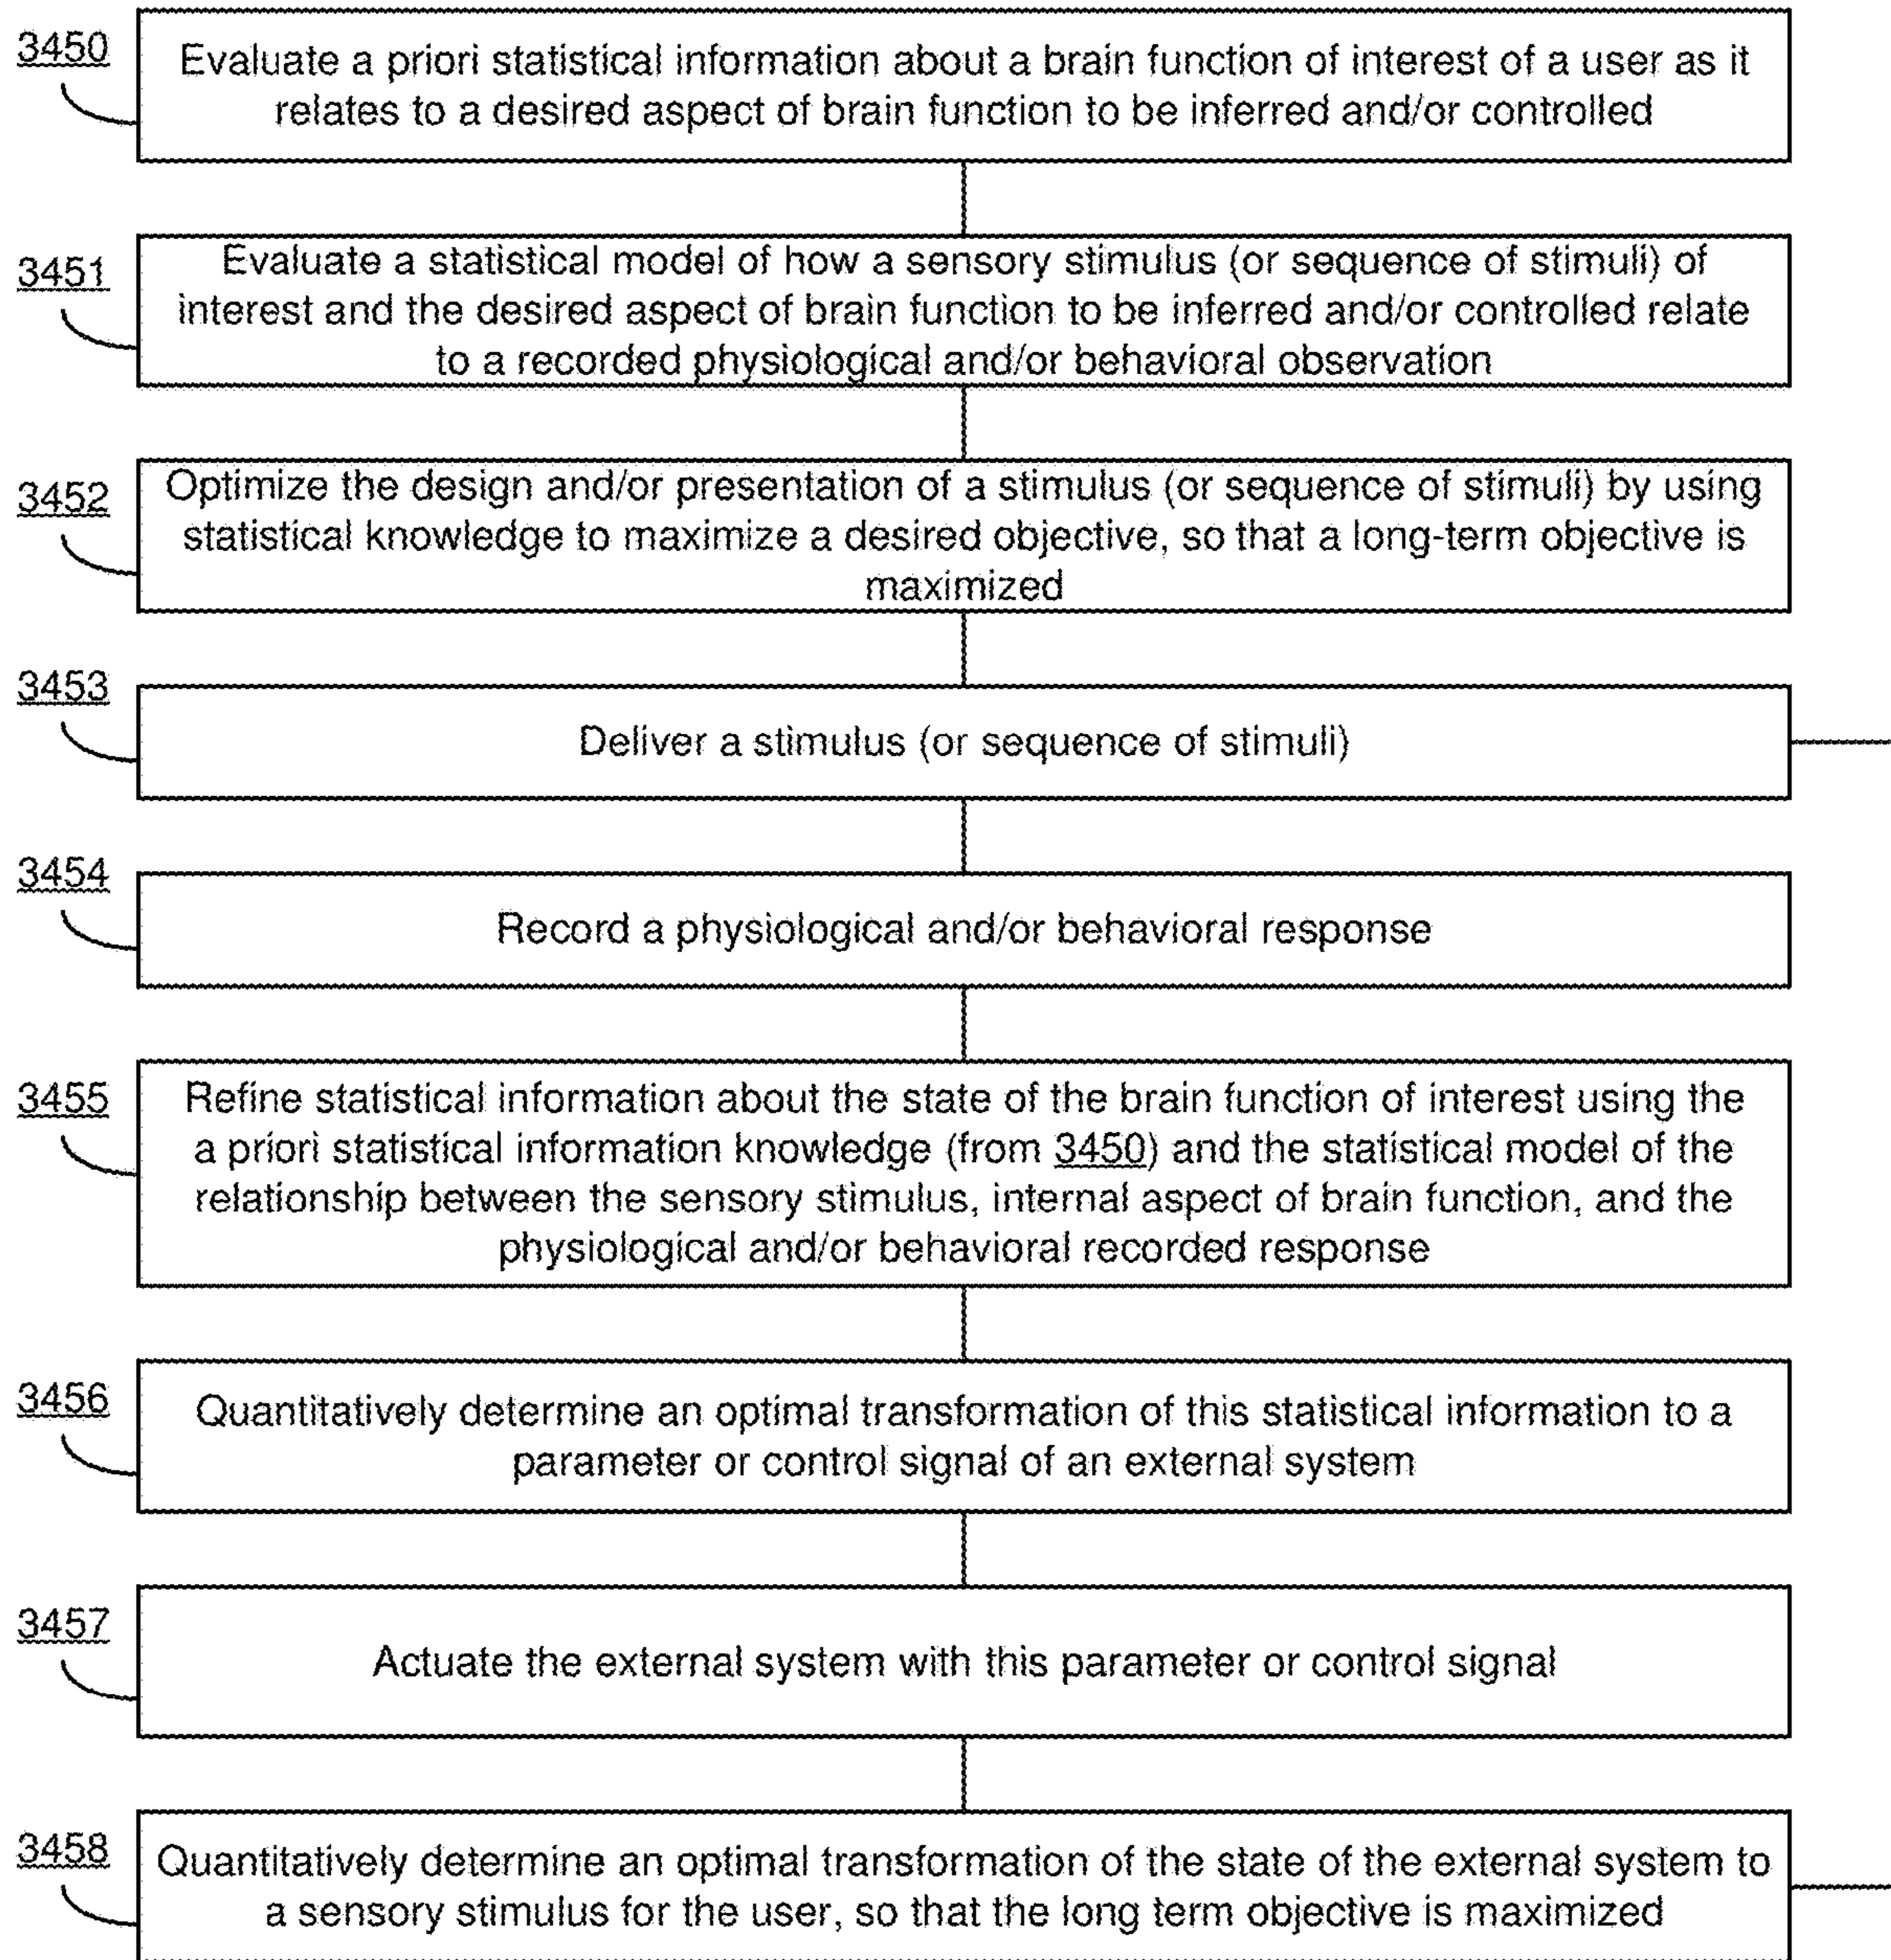 3450
Evaluate a priori statistical information about a brain function of interest of a user as it
relates to a desired aspect of brain function to be inferred and/or controlled
3451
Evaluate a statistical model of how a sensory stimulus (or sequence of stimuli) of
interest and the desired aspect of brain function to be inferred and/or controlled relate
to a recorded physiological and/or behavioral observation
3452
Optimize the design and/or presentation of a stimulus (or sequence of stimuli) by using
statistical knowledge to maximize a desired objective, so that a long-term objective is
maximized
3453
Deliver a stimulus (or sequence of stimuli)
3454
Record a physiological and/or behavioral response
3455
Refine statistical information about the state of the brain function of interest using the
a priori statistical information knowledge (from 3450) and the statistical model of the
relationship between the sensory stimulus, internal aspect of brain function, and the
physiological and/or behavioral recorded response
3456
Quantitatively determine an optimal transformation of this statistical information to a
parameter or control signal of an external system
3457
Actuate the external system with this parameter or control signal
3458
Quantitatively determine an optimal transformation of the state of the external system to
a sensory stimulus for the user, so that the long term objective is maximized